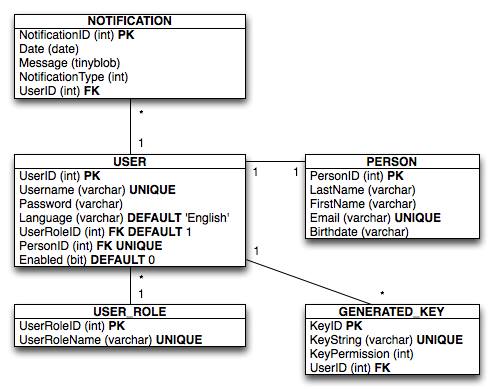 NOTIFICATION
NotificationID (int) PK
Date (date)
Message (tinyblob)
NotificationType (int)
UserID (int) FK
*
1
USER
UserID (int) PK
Username (varchar) UNIQUE
Password (varchar)
Language (varchar) DEFAULT 'English'
UserRoleID (int) FK DEFAULT 1
PersonID (int) FK UNIQUE
Enabled (bit) DEFAULT 0
1
1
PERSON
PersonID (int) PK
LastName (varchar)
FirstName (varchar)
Email (varchar) UNIQUE
Birthdate (varchar)
1
*
*
1
USER_ROLE
UserRoleID (int) PK
UserRoleName (varchar) UNIQUE
GENERATED_KEY
KeyID PK
KeyString (varchar) UNIQUE
KeyPermission (int)
UserID (int) FK